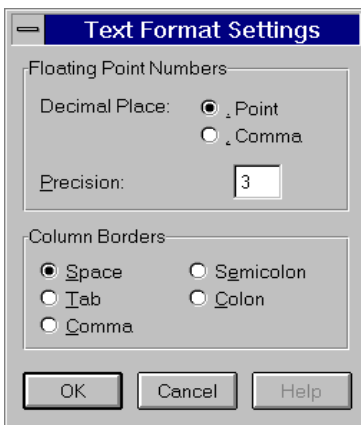 Text Format Settings
Floating Point Numbers
Decimal Place: . Point
, Comma
Precision: 3
Column Borders
Space Semicolon
Tab Colon
Comma
OK Cancel Help